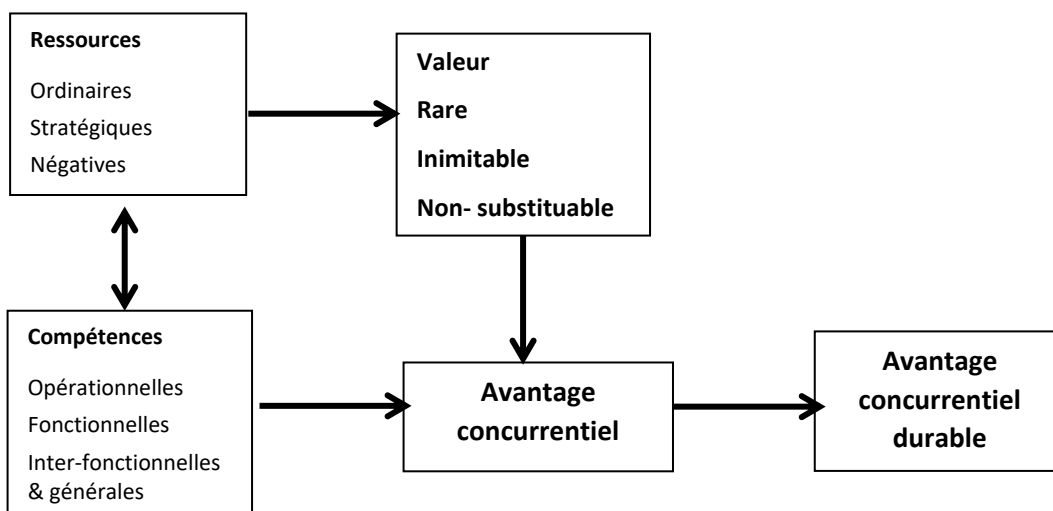 Ressources
Ordinaires
Stratégiques
Négatives
Valeur
Rare
Inimitable
Non- substituable
Compétences
Opérationnelles
Fonctionnelles
Inter-fonctionnelles
& générales
Avantage
concurrentiel
Avantage
concurrentiel
durable